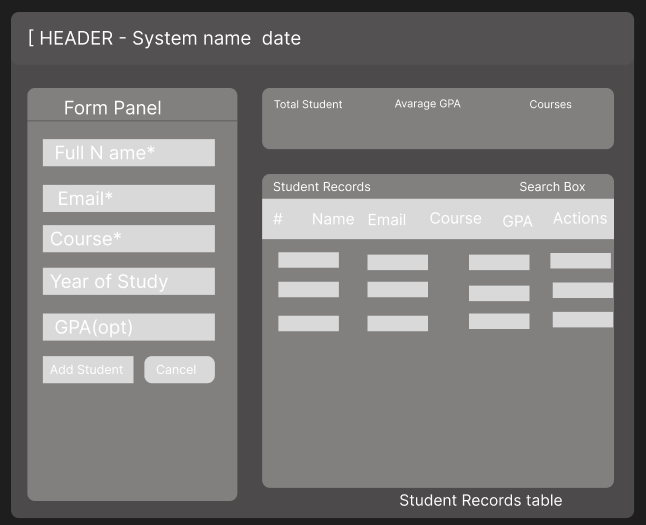 [ HEADER - System name  date
Form Panel
Full N ame*
Email*
Course*
Year of Study
GPA(opt)
Add Student
Cancel
Total Student
Avarage GPA
Courses
Student Records
Search Box
# Name Email Course GPA Actions
Student Records table